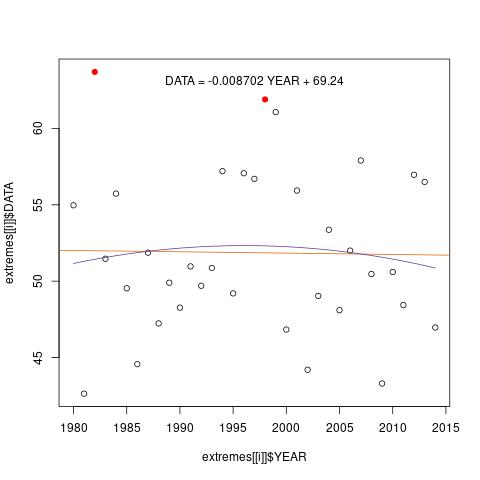 DATA = -0.008702 YEAR + 69.24
extremes[[i]]$DATA
60
55
50
45
1980 1985 1990 1995 2000 2005 2010 2015
extremes[[i]]$YEAR